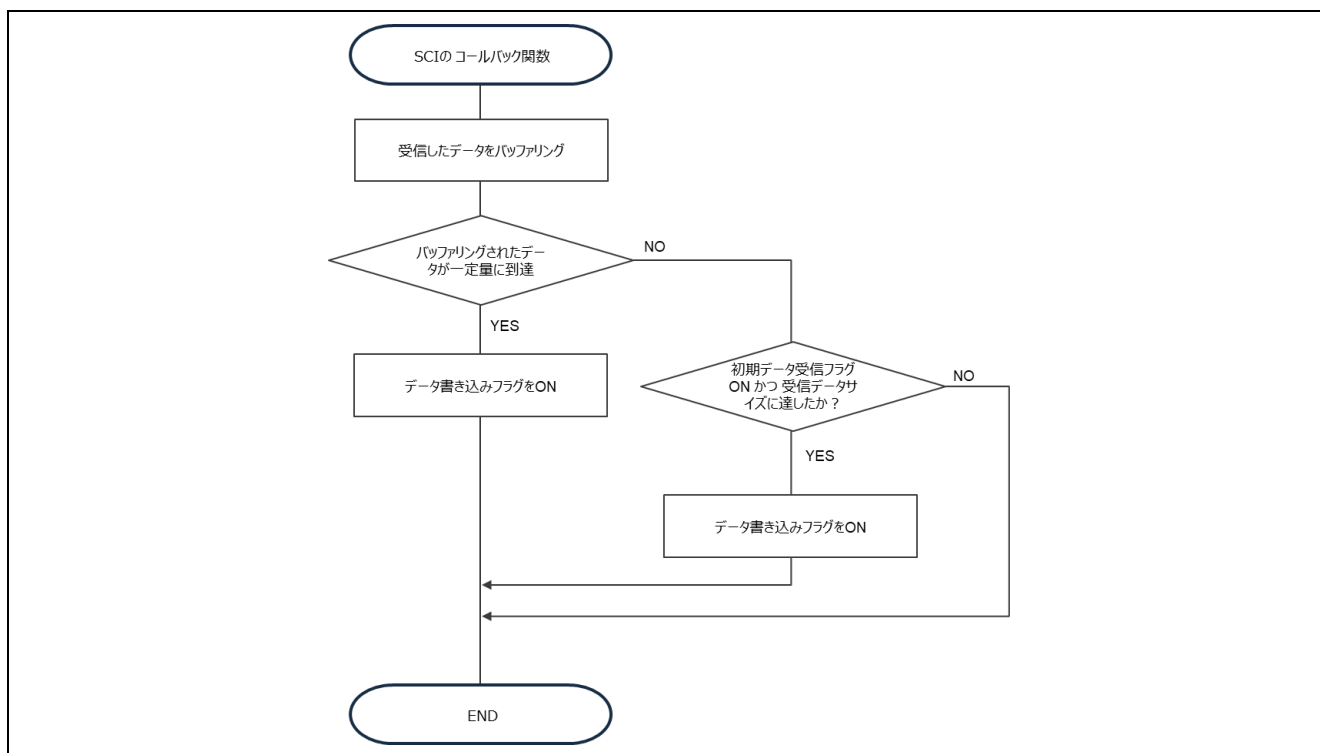 SCIの コールバック関数
受信したデータをバッファリング
バッファリングされたデー
タが一定量に到達
NO
YES
データ書き込みフラグをON
初期データ受信フラグ
ON かつ 受信データサ
イズに達したか？
NO
YES
データ書き込みフラグをON
END